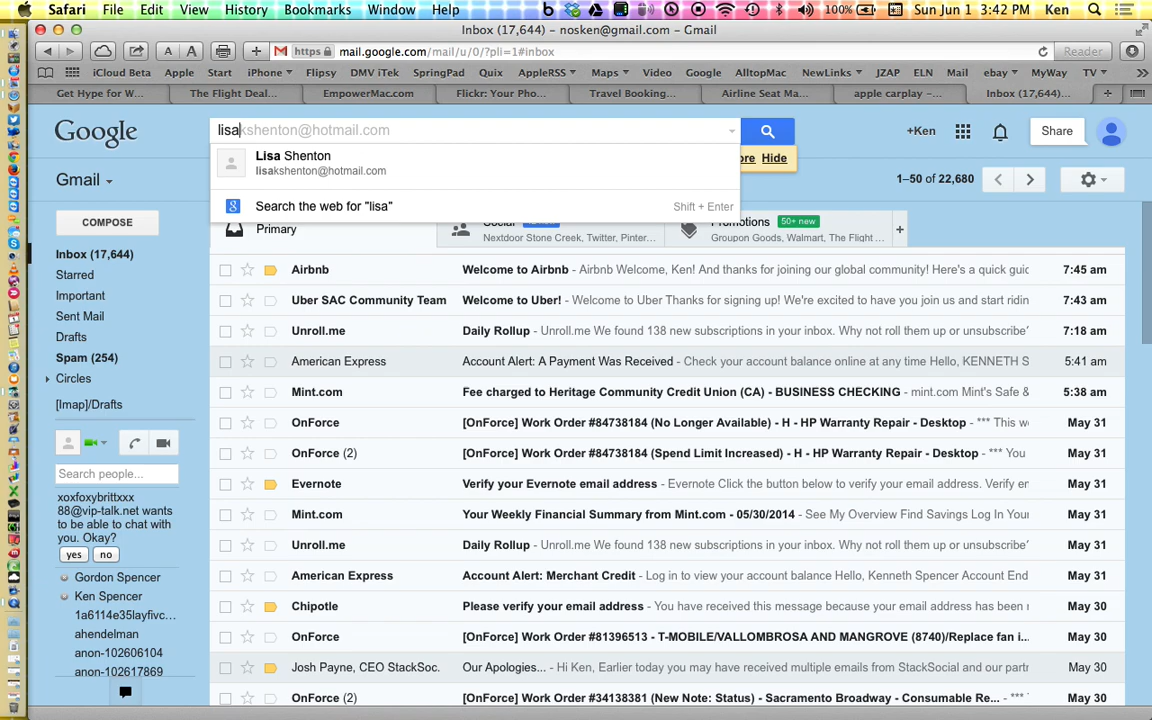 Safari File Edit View History Bookmarks Window Help 100% Sun Jun 1 3:42 PM Ken
Inbox (17,644) - nosken@gmail.com - Gmail
A A https mail.google.com/mail/u/0/?pli=1#inbox Reader
iCloud Beta Apple Start iPhone Flipsy DMV iTek SpringPad Quix AppleRSS Maps Video Google AlltopMac NewLinks JZAP ELN Mail ebay MyWay TV
Get Hype for W... The Flight Deal... EmpowerMac.com Flickr: Your Pho... Travel Booking... Airline Seat Ma... apple carplay -... Inbox (17,644)...
Google lisakshenton@hotmail.com +Ken Share
Lisa Shenton
lisakshenton@hotmail.com
ore Hide
Gmail 1–50 of 22,680
Search the web for "lisa" Shift + Enter
COMPOSE
Primary Social Promotions 50+ new
Nextdoor Stone Creek, Twitter, Pinter... Groupon Goods, Walmart, The Flight ...
Inbox (17,644)
Starred
Important
Sent Mail
Drafts
Spam (254)
Circles
[Imap]/Drafts
Search people...
xoxfoxybrittxxx
88@vip-talk.net wants
to be able to chat with
you. Okay?
yes no
Gordon Spencer
Ken Spencer
1a6114e35layfivc...
ahendelman
anon-102606104
anon-102617869
Airbnb Welcome to Airbnb - Airbnb Welcome, Ken! And thanks for joining our global community! Here's a quick guid 7:45 am
Uber SAC Community Team Welcome to Uber! - Welcome to Uber Thanks for signing up! We're excited to have you join us and start ridin 7:43 am
Unroll.me Daily Rollup - Unroll.me We found 138 new subscriptions in your inbox. Why not roll them up or unsubscribe 7:18 am
American Express Account Alert: A Payment Was Received - Check your account balance online at any time Hello, KENNETH S 5:41 am
Mint.com Fee charged to Heritage Community Credit Union (CA) - BUSINESS CHECKING - mint.com Mint's Safe & 5:38 am
OnForce [OnForce] Work Order #84738184 (No Longer Available) - H - HP Warranty Repair - Desktop - *** This w May 31
OnForce (2) [OnForce] Work Order #84738184 (Spend Limit Increased) - H - HP Warranty Repair - Desktop - *** You May 31
Evernote Verify your Evernote email address - Evernote Click the button below to verify your email address. Verify en May 31
Mint.com Your Weekly Financial Summary from Mint.com - 05/30/2014 - See My Overview Find Savings Log In Your May 31
Unroll.me Daily Rollup - Unroll.me We found 138 new subscriptions in your inbox. Why not roll them up or unsubscribe May 31
American Express Account Alert: Merchant Credit - Log in to view your account balance Hello, Kenneth Spencer Account End May 31
Chipotle Please verify your email address - You have received this message because your email address has been r May 30
OnForce [OnForce] Work Order #81396513 - T-MOBILE/VALLOMBROSA AND MANGROVE (8740)/Replace fan i... May 30
Josh Payne, CEO StackSoc. Our Apologies... - Hi Ken, Earlier today you may have received multiple emails from StackSocial and our partn May 30
OnForce (2) [OnForce] Work Order #34138381 (New Note: Status) - Sacramento Broadway - Consumable Re... - *** May 30